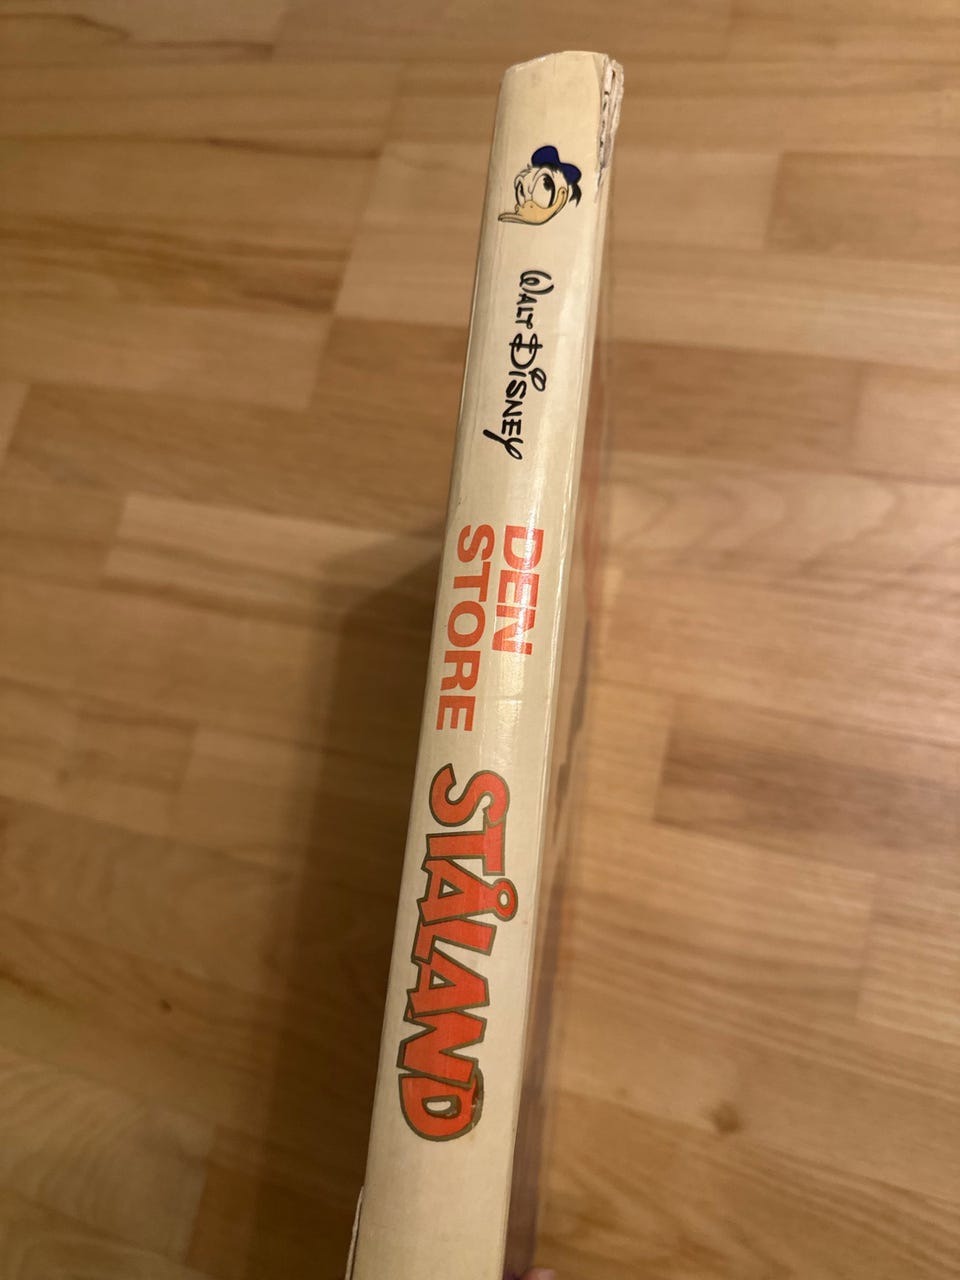 WALT DISNEY
DEN
STORE
STÅLAND